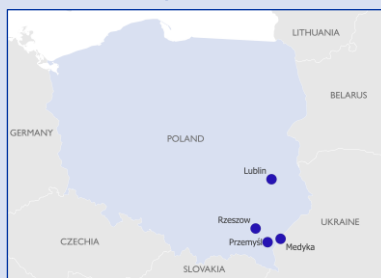 LITHUANIA
BELARUS
GERMANY
POLAND
Lublin
Rzeszow
UKRAINE
Przemyśl
Medyka
CZECHIA
SLOVAKIA